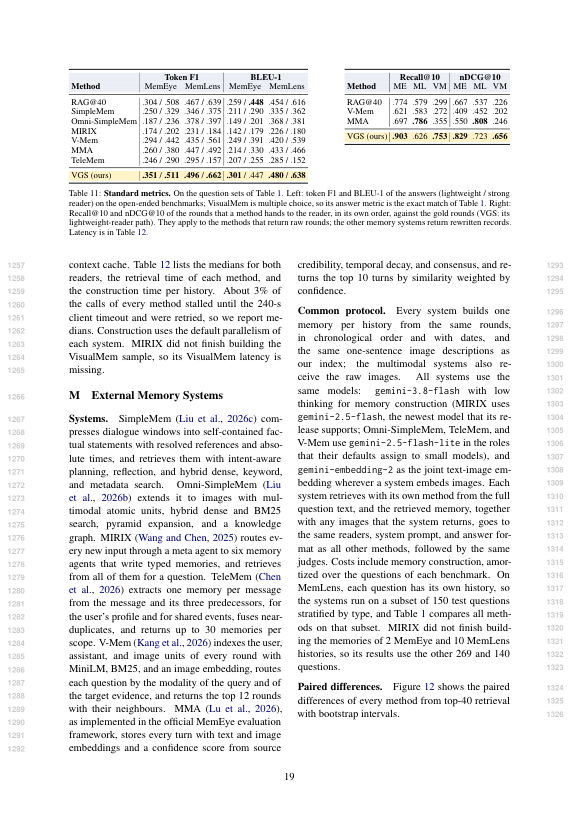 Token F1 BLEU-1
Method MemEye MemLens MemEye MemLens
RAG@40 .304 / .508 .467 / .639 .259 / .448 .454 / .616
SimpleMem .250 / .329 .346 / .375 .211 / .290 .335 / .362
Omni-SimpleMem .187 / .236 .378 / .397 .149 / .201 .368 / .381
MIRIX .174 / .202 .231 / .184 .142 / .179 .226 / .180
V-Mem .294 / .442 .435 / .561 .249 / .391 .420 / .539
MMA .260 / .380 .447 / .492 .214 / .330 .433 / .466
TeleMem .246 / .290 .295 / .157 .207 / .255 .285 / .152
VGS (ours) .351 / .511 .496 / .662 .301 / .447 .480 / .638
Recall@10 nDCG@10
Method ME ML VM ME ML VM
RAG@40 .774 .579 .299 .667 .537 .226
V-Mem .621 .583 .272 .409 .452 .202
MMA .697 .786 .355 .550 .808 .246
VGS (ours) .903 .626 .753 .829 .723 .656
Table 11: Standard metrics. On the question sets of Table 1. Left: token F1 and BLEU-1 of the answers (lightweight / strong
reader) on the open-ended benchmarks; VisualMem is multiple choice, so its answer metric is the exact match of Table 1. Right:
Recall@10 and nDCG@10 of the rounds that a method hands to the reader, in its own order, against the gold rounds (VGS: its
lightweight-reader path). They apply to the methods that return raw rounds; the other memory systems return rewritten records.
Latency is in Table 12.
1257 context cache. Table 12 lists the medians for both
1258 readers, the retrieval time of each method, and
1259 the construction time per history. About 3% of
1260 the calls of every method stalled until the 240-s
1261 client timeout and were retried, so we report me-
1262 dians. Construction uses the default parallelism of
1263 each system. MIRIX did not finish building the
1264 VisualMem sample, so its VisualMem latency is
1265 missing.
1266 M External Memory Systems
1267 Systems. SimpleMem (Liu et al., 2026c) com-
1268 presses dialogue windows into self-contained fac-
1269 tual statements with resolved references and abso-
1270 lute times, and retrieves them with intent-aware
1271 planning, reflection, and hybrid dense, keyword,
1272 and metadata search. Omni-SimpleMem (Liu
1273 et al., 2026b) extends it to images with mul-
1274 timodal atomic units, hybrid dense and BM25
1275 search, pyramid expansion, and a knowledge
1276 graph. MIRIX (Wang and Chen, 2025) routes ev-
1277 ery new input through a meta agent to six memory
1278 agents that write typed memories, and retrieves
1279 from all of them for a question. TeleMem (Chen
1280 et al., 2026) extracts one memory per message
1281 from the message and its three predecessors, for
1282 the user's profile and for shared events, fuses near-
1283 duplicates, and returns up to 30 memories per
1284 scope. V-Mem (Kang et al., 2026) indexes the user,
1285 assistant, and image units of every round with
1286 MiniLM, BM25, and an image embedding, routes
1287 each question by the modality of the query and of
1288 the target evidence, and returns the top 12 rounds
1289 with their neighbours. MMA (Lu et al., 2026),
1290 as implemented in the official MemEye evaluation
1291 framework, stores every turn with text and image
1292 embeddings and a confidence score from source
credibility, temporal decay, and consensus, and re- 1293
turns the top 10 turns by similarity weighted by 1294
confidence. 1295
Common protocol. Every system builds one 1296
memory per history from the same rounds, 1297
in chronological order and with dates, and 1298
the same one-sentence image descriptions as 1299
our index; the multimodal systems also re- 1300
ceive the raw images. All systems use the 1301
same models: gemini-3.8-flash with low 1302
thinking for memory construction (MIRIX uses 1303
gemini-2.5-flash, the newest model that its re- 1304
lease supports; Omni-SimpleMem, TeleMem, and 1305
V-Mem use gemini-2.5-flash-lite in the roles 1306
that their defaults assign to small models), and 1307
gemini-embedding-2 as the joint text-image em- 1308
bedding wherever a system embeds images. Each 1309
system retrieves with its own method from the full 1310
question text, and the retrieved memory, together 1311
with any images that the system returns, goes to 1312
the same readers, system prompt, and answer for- 1313
mat as all other methods, followed by the same 1314
judges. Costs include memory construction, amor- 1315
tized over the questions of each benchmark. On 1316
MemLens, each question has its own history, so 1317
the systems run on a subset of 150 test questions 1318
stratified by type, and Table 1 compares all meth- 1319
ods on that subset. MIRIX did not finish build- 1320
ing the memories of 2 MemEye and 10 MemLens 1321
histories, so its results use the other 269 and 140 1322
questions. 1323
Paired differences. Figure 12 shows the paired 1324
differences of every method from top-40 retrieval 1325
with bootstrap intervals. 1326
19